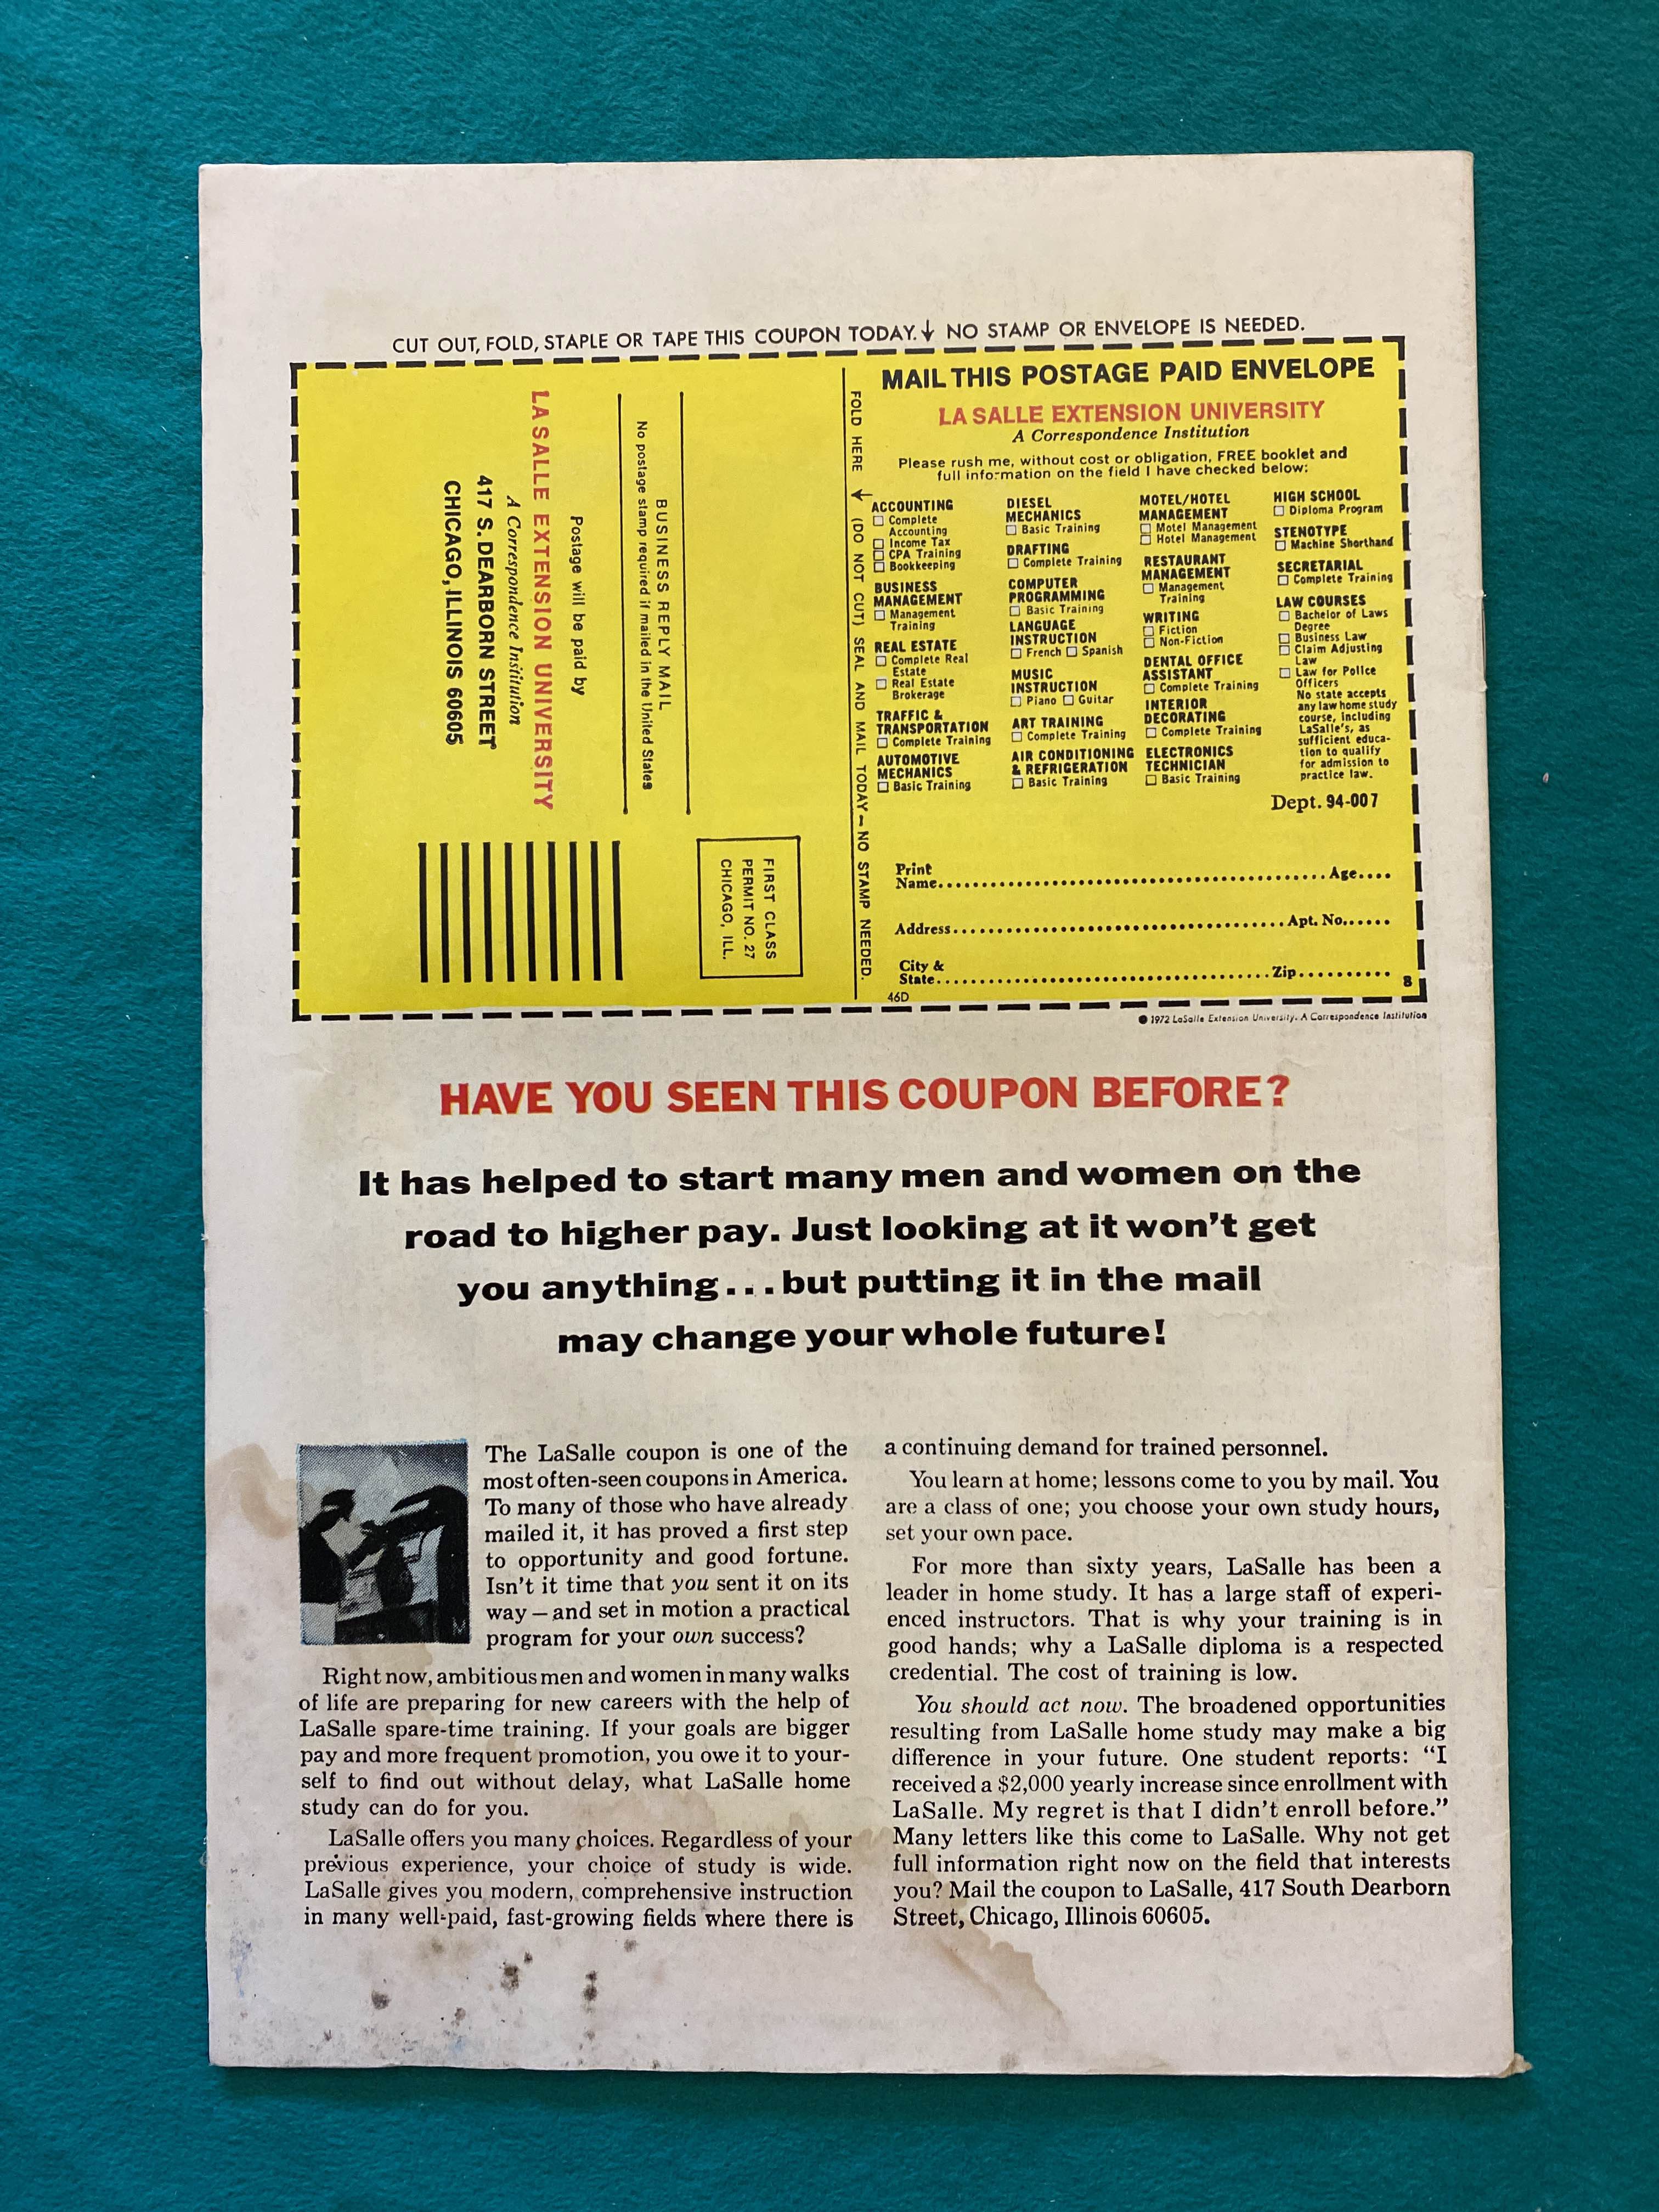 CUT OUT, FOLD, STAPLE OR TAPE THIS COUPON TODAY. NO STAMP OR ENVELOPE IS NEEDED.
BUSINESS REPLY MAIL
No postage stamp required if mailed in the United States
Postage will be paid by
LA SALLE EXTENSION UNIVERSITY
A Correspondence Institution
417 S. DEARBORN STREET
CHICAGO, ILLINOIS 60605
FIRST CLASS
PERMIT NO. 27
CHICAGO, ILL.
FOLD HERE (DO NOT CUT) SEAL AND MAIL TODAY – NO STAMP NEEDED.
MAIL THIS POSTAGE PAID ENVELOPE
LA SALLE EXTENSION UNIVERSITY
A Correspondence Institution
Please rush me, without cost or obligation, FREE booklet and
full information on the field I have checked below:
ACCOUNTING
Complete
Accounting
Income Tax
CPA Training
Bookkeeping
BUSINESS
MANAGEMENT
Management
Training
REAL ESTATE
Complete Real
Estate
Real Estate
Brokerage
TRAFFIC &
TRANSPORTATION
Complete Training
AUTOMOTIVE
MECHANICS
Basic Training
DIESEL
MECHANICS
Basic Training
DRAFTING
Complete Training
COMPUTER
PROGRAMMING
Basic Training
LANGUAGE
INSTRUCTION
French Spanish
MUSIC
INSTRUCTION
Piano Guitar
ART TRAINING
Complete Training
AIR CONDITIONING
& REFRIGERATION
Basic Training
MOTEL/HOTEL
MANAGEMENT
Motel Management
Hotel Management
RESTAURANT
MANAGEMENT
Management
Training
WRITING
Fiction
Non-Fiction
DENTAL OFFICE
ASSISTANT
Complete Training
INTERIOR
DECORATING
Complete Training
ELECTRONICS
TECHNICIAN
Basic Training
HIGH SCHOOL
Diploma Program
STENOTYPE
Machine Shorthand
SECRETARIAL
Complete Training
LAW COURSES
Bachelor of Laws
Degree
Business Law
Claim Adjusting
Law
Law for Police
Officers
No state accepts
any law home study
course, including
LaSalle's, as
sufficient educa-
tion to qualify
for admission to
practice law.
Dept. 94-007
Print
Name Age
Address Apt. No.
City &
State Zip
46D
8
© 1972 LaSalle Extension University, A Correspondence Institution
HAVE YOU SEEN THIS COUPON BEFORE?
It has helped to start many men and women on the
road to higher pay. Just looking at it won't get
you anything...but putting it in the mail
may change your whole future!
The LaSalle coupon is one of the
most often-seen coupons in America.
To many of those who have already
mailed it, it has proved a first step
to opportunity and good fortune.
Isn't it time that you sent it on its
way – and set in motion a practical
program for your own success?
Right now, ambitious men and women in many walks
of life are preparing for new careers with the help of
LaSalle spare-time training. If your goals are bigger
pay and more frequent promotion, you owe it to your-
self to find out without delay, what LaSalle home
study can do for you.
LaSalle offers you many choices. Regardless of your
previous experience, your choice of study is wide.
LaSalle gives you modern, comprehensive instruction
in many well-paid, fast-growing fields where there is
a continuing demand for trained personnel.
You learn at home; lessons come to you by mail. You
are a class of one; you choose your own study hours,
set your own pace.
For more than sixty years, LaSalle has been a
leader in home study. It has a large staff of experi-
enced instructors. That is why your training is in
good hands; why a LaSalle diploma is a respected
credential. The cost of training is low.
You should act now. The broadened opportunities
resulting from LaSalle home study may make a big
difference in your future. One student reports: "I
received a $2,000 yearly increase since enrollment with
LaSalle. My regret is that I didn't enroll before."
Many letters like this come to LaSalle. Why not get
full information right now on the field that interests
you? Mail the coupon to LaSalle, 417 South Dearborn
Street, Chicago, Illinois 60605.